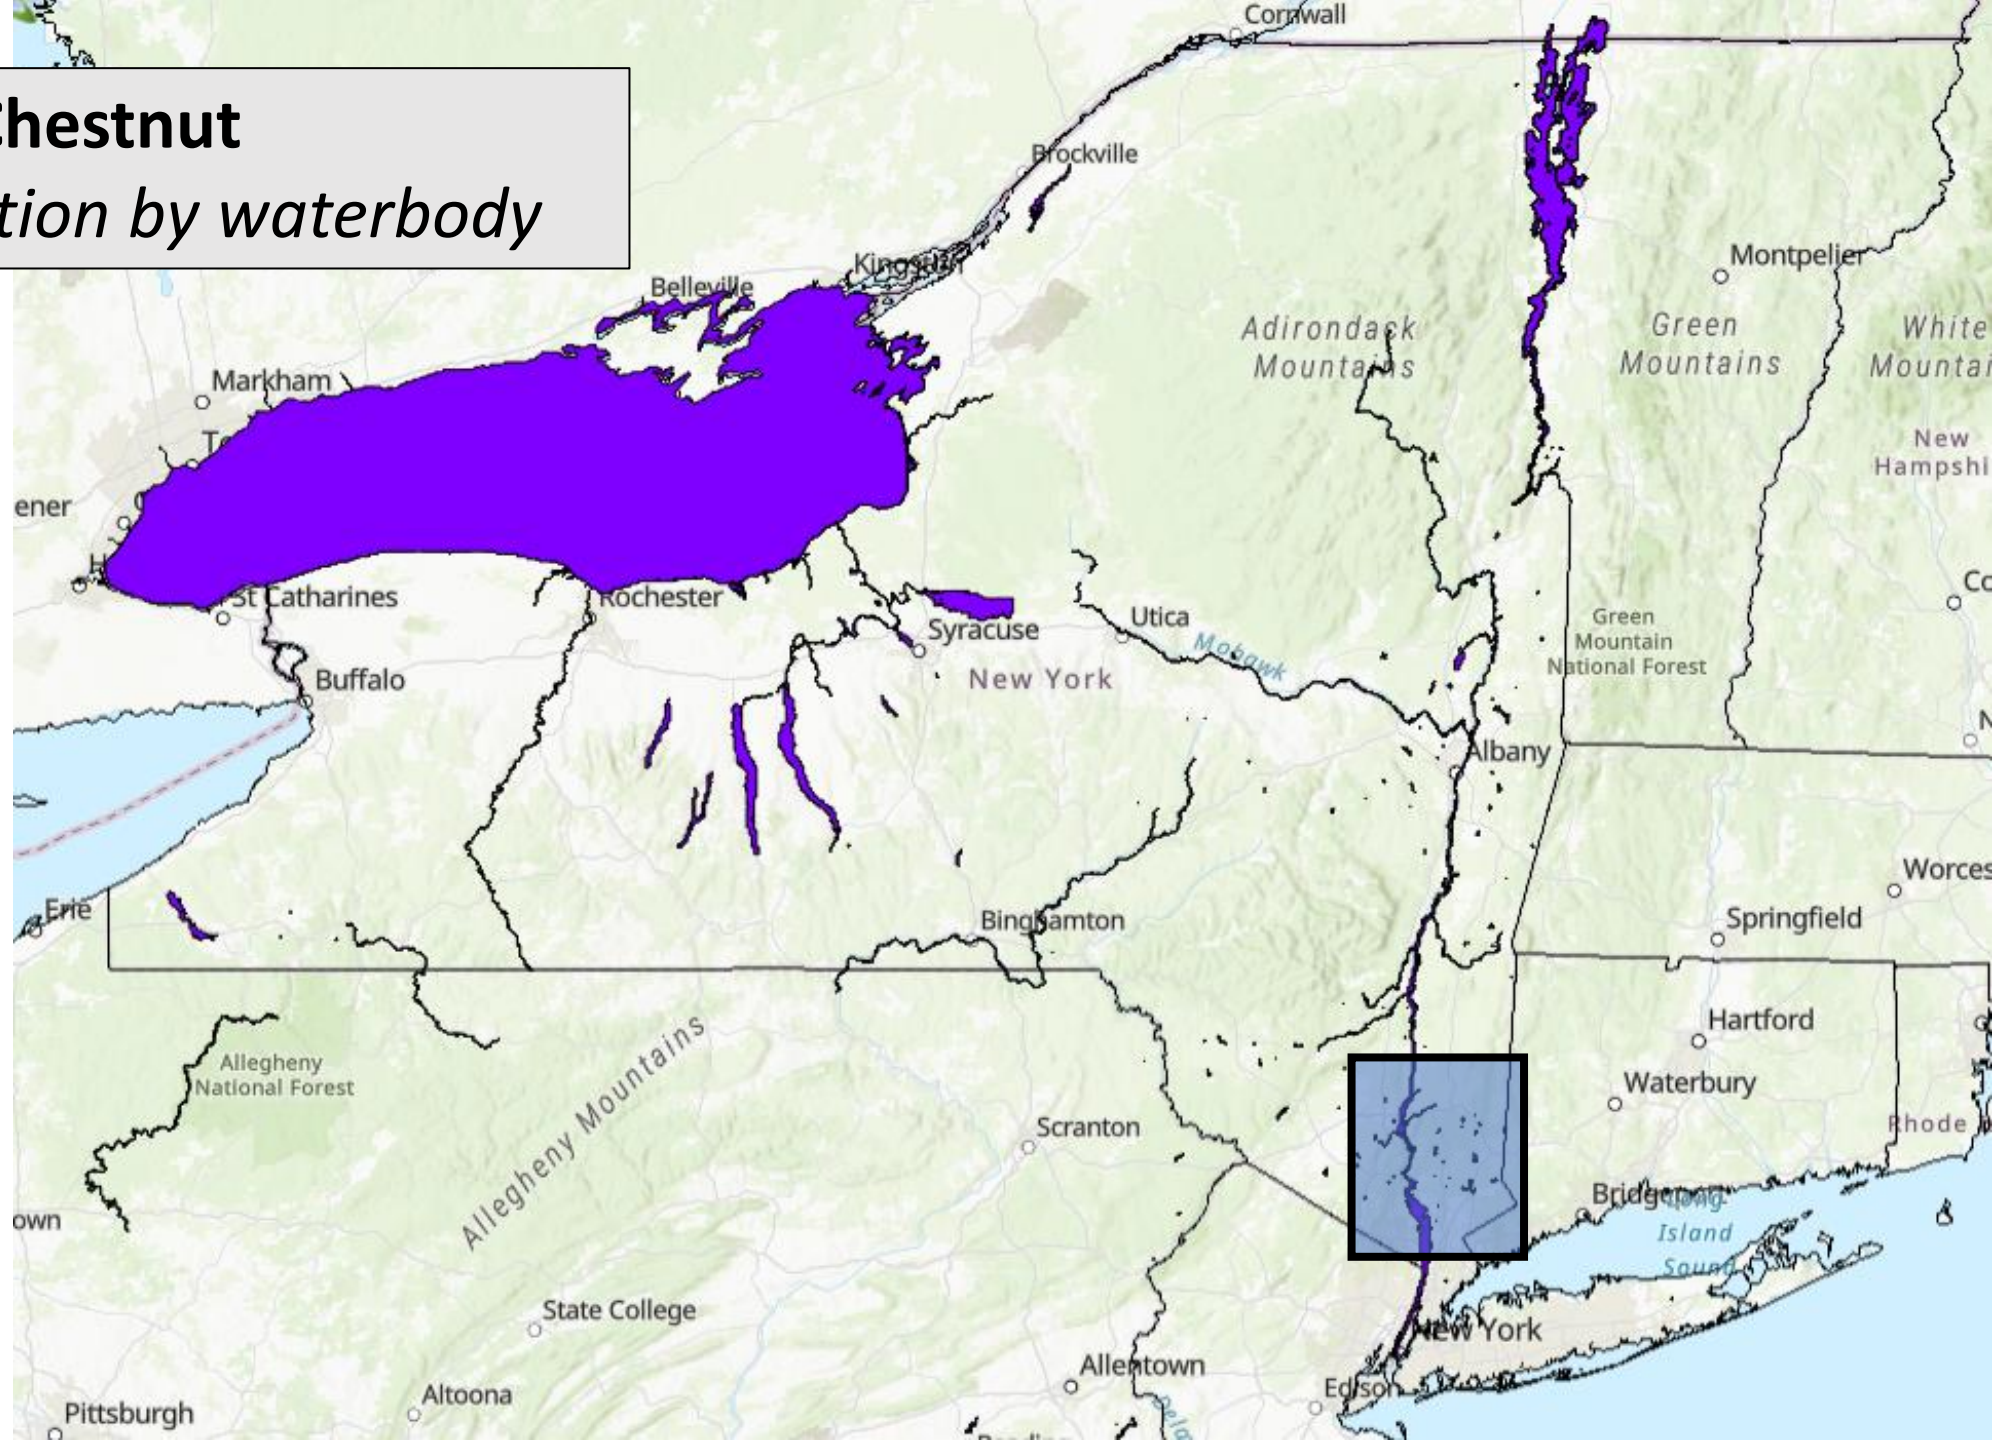 Cornwall
Chestnut
tion by waterbody
Brockville
Kingston
Belleville
Montpelier
Adirondack
Mountains
Green
Mountains
White
Mountai
Markham
New
Hampshi
ener
St Catharines
Rochester
Syracuse
Utica
Mohawk
New York
Green
Mountain
National Forest
Buffalo
Albany
Worces
Erie
Binghamton
Springfield
Hartford
Allegheny
National Forest
Allegheny Mountains
Waterbury
Scranton
Rhode
Bridgeport
Long
Island
Sound
own
State College
New York
Allentown
Edison
Altoona
Pittsburgh